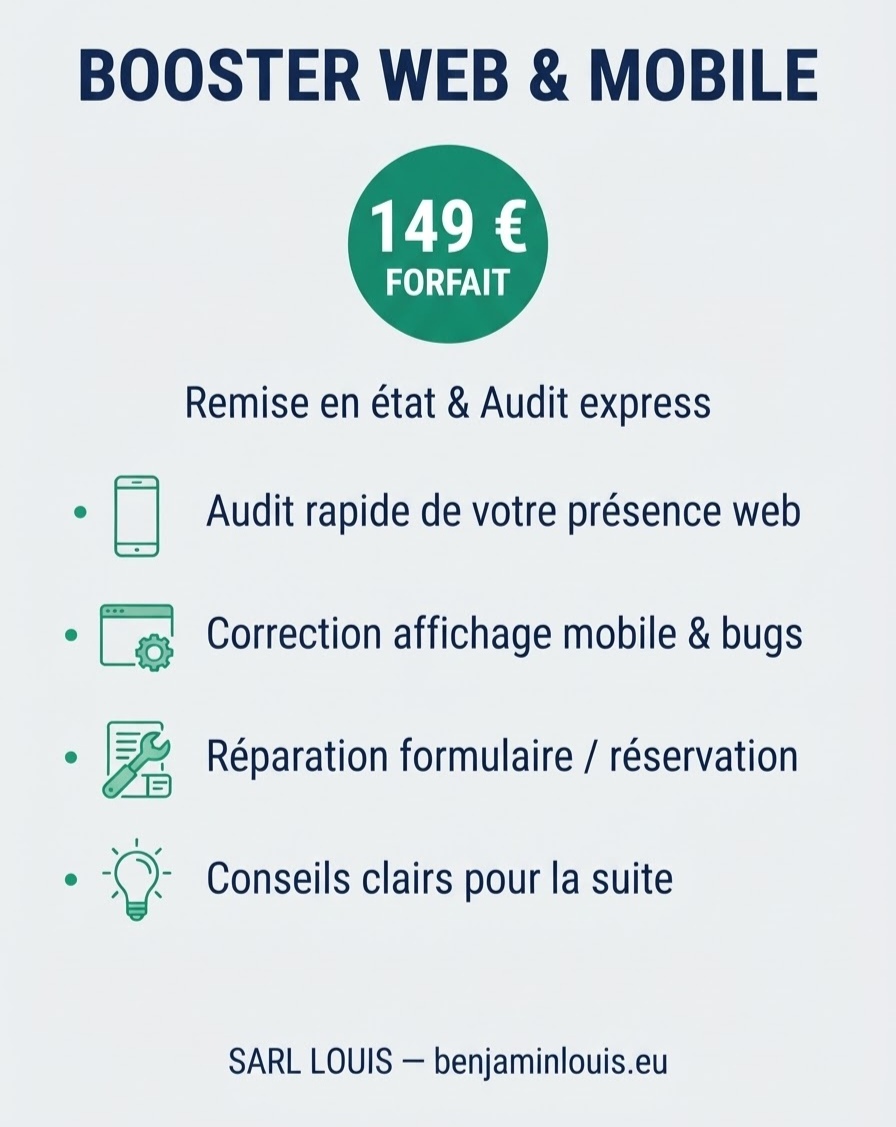 BOOSTER WEB & MOBILE
149 €
FORFAIT
Remise en état & Audit express
Audit rapide de votre présence web
Correction affichage mobile & bugs
Réparation formulaire / réservation
Conseils clairs pour la suite
SARL LOUIS — benjaminlouis.eu